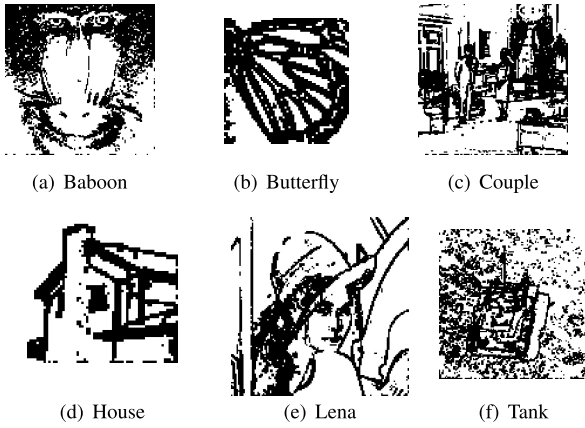 (a) Baboon
(b) Butterfly
(c) Couple
(d) House
(e) Lena
(f) Tank